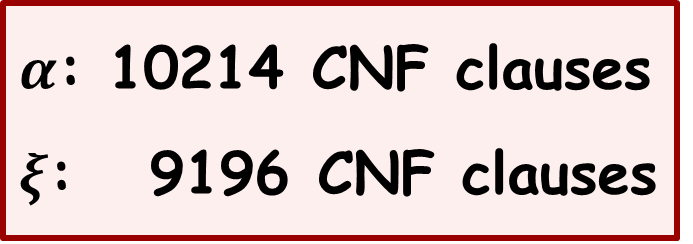 α: 10214 CNF clauses
ξ: 9196 CNF clauses